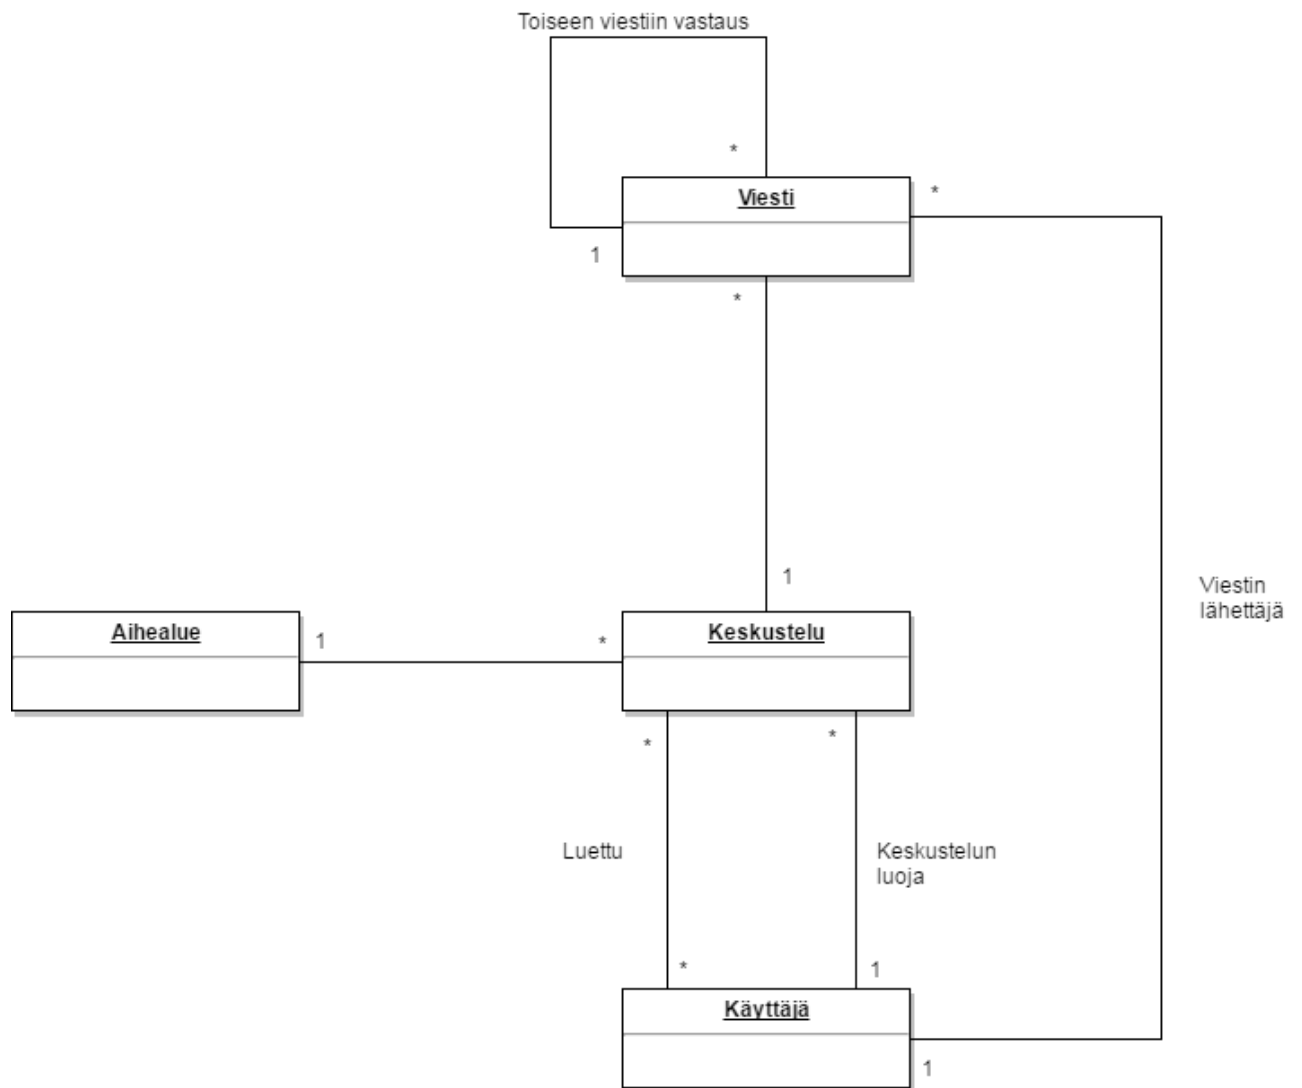 Toiseen viestiin vastaus
*
Viesti
*
1
*
1
Viestin
lähettäjä
Aihealue
1
*
Keskustelu
*
*
Luettu
Keskustelun
luoja
*
1
Käyttäjä
1